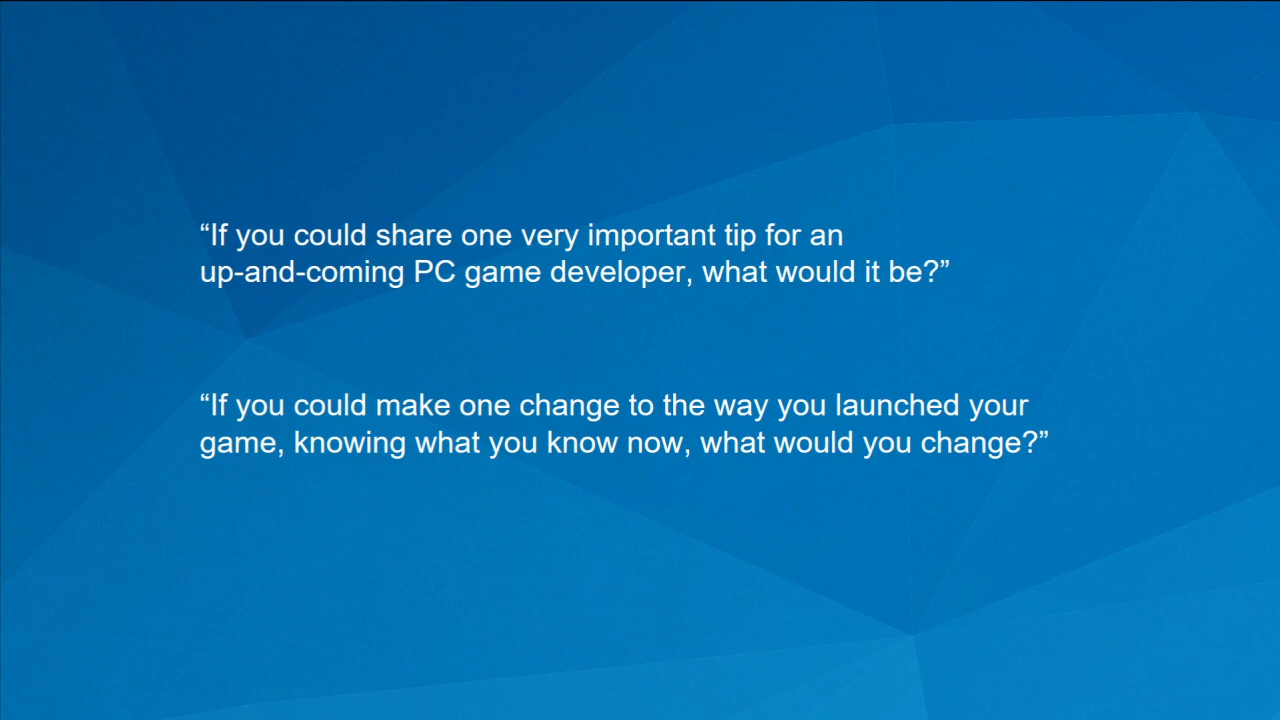 “If you could share one very important tip for an
up-and-coming PC game developer, what would it be?”
“If you could make one change to the way you launched your
game, knowing what you know now, what would you change?”